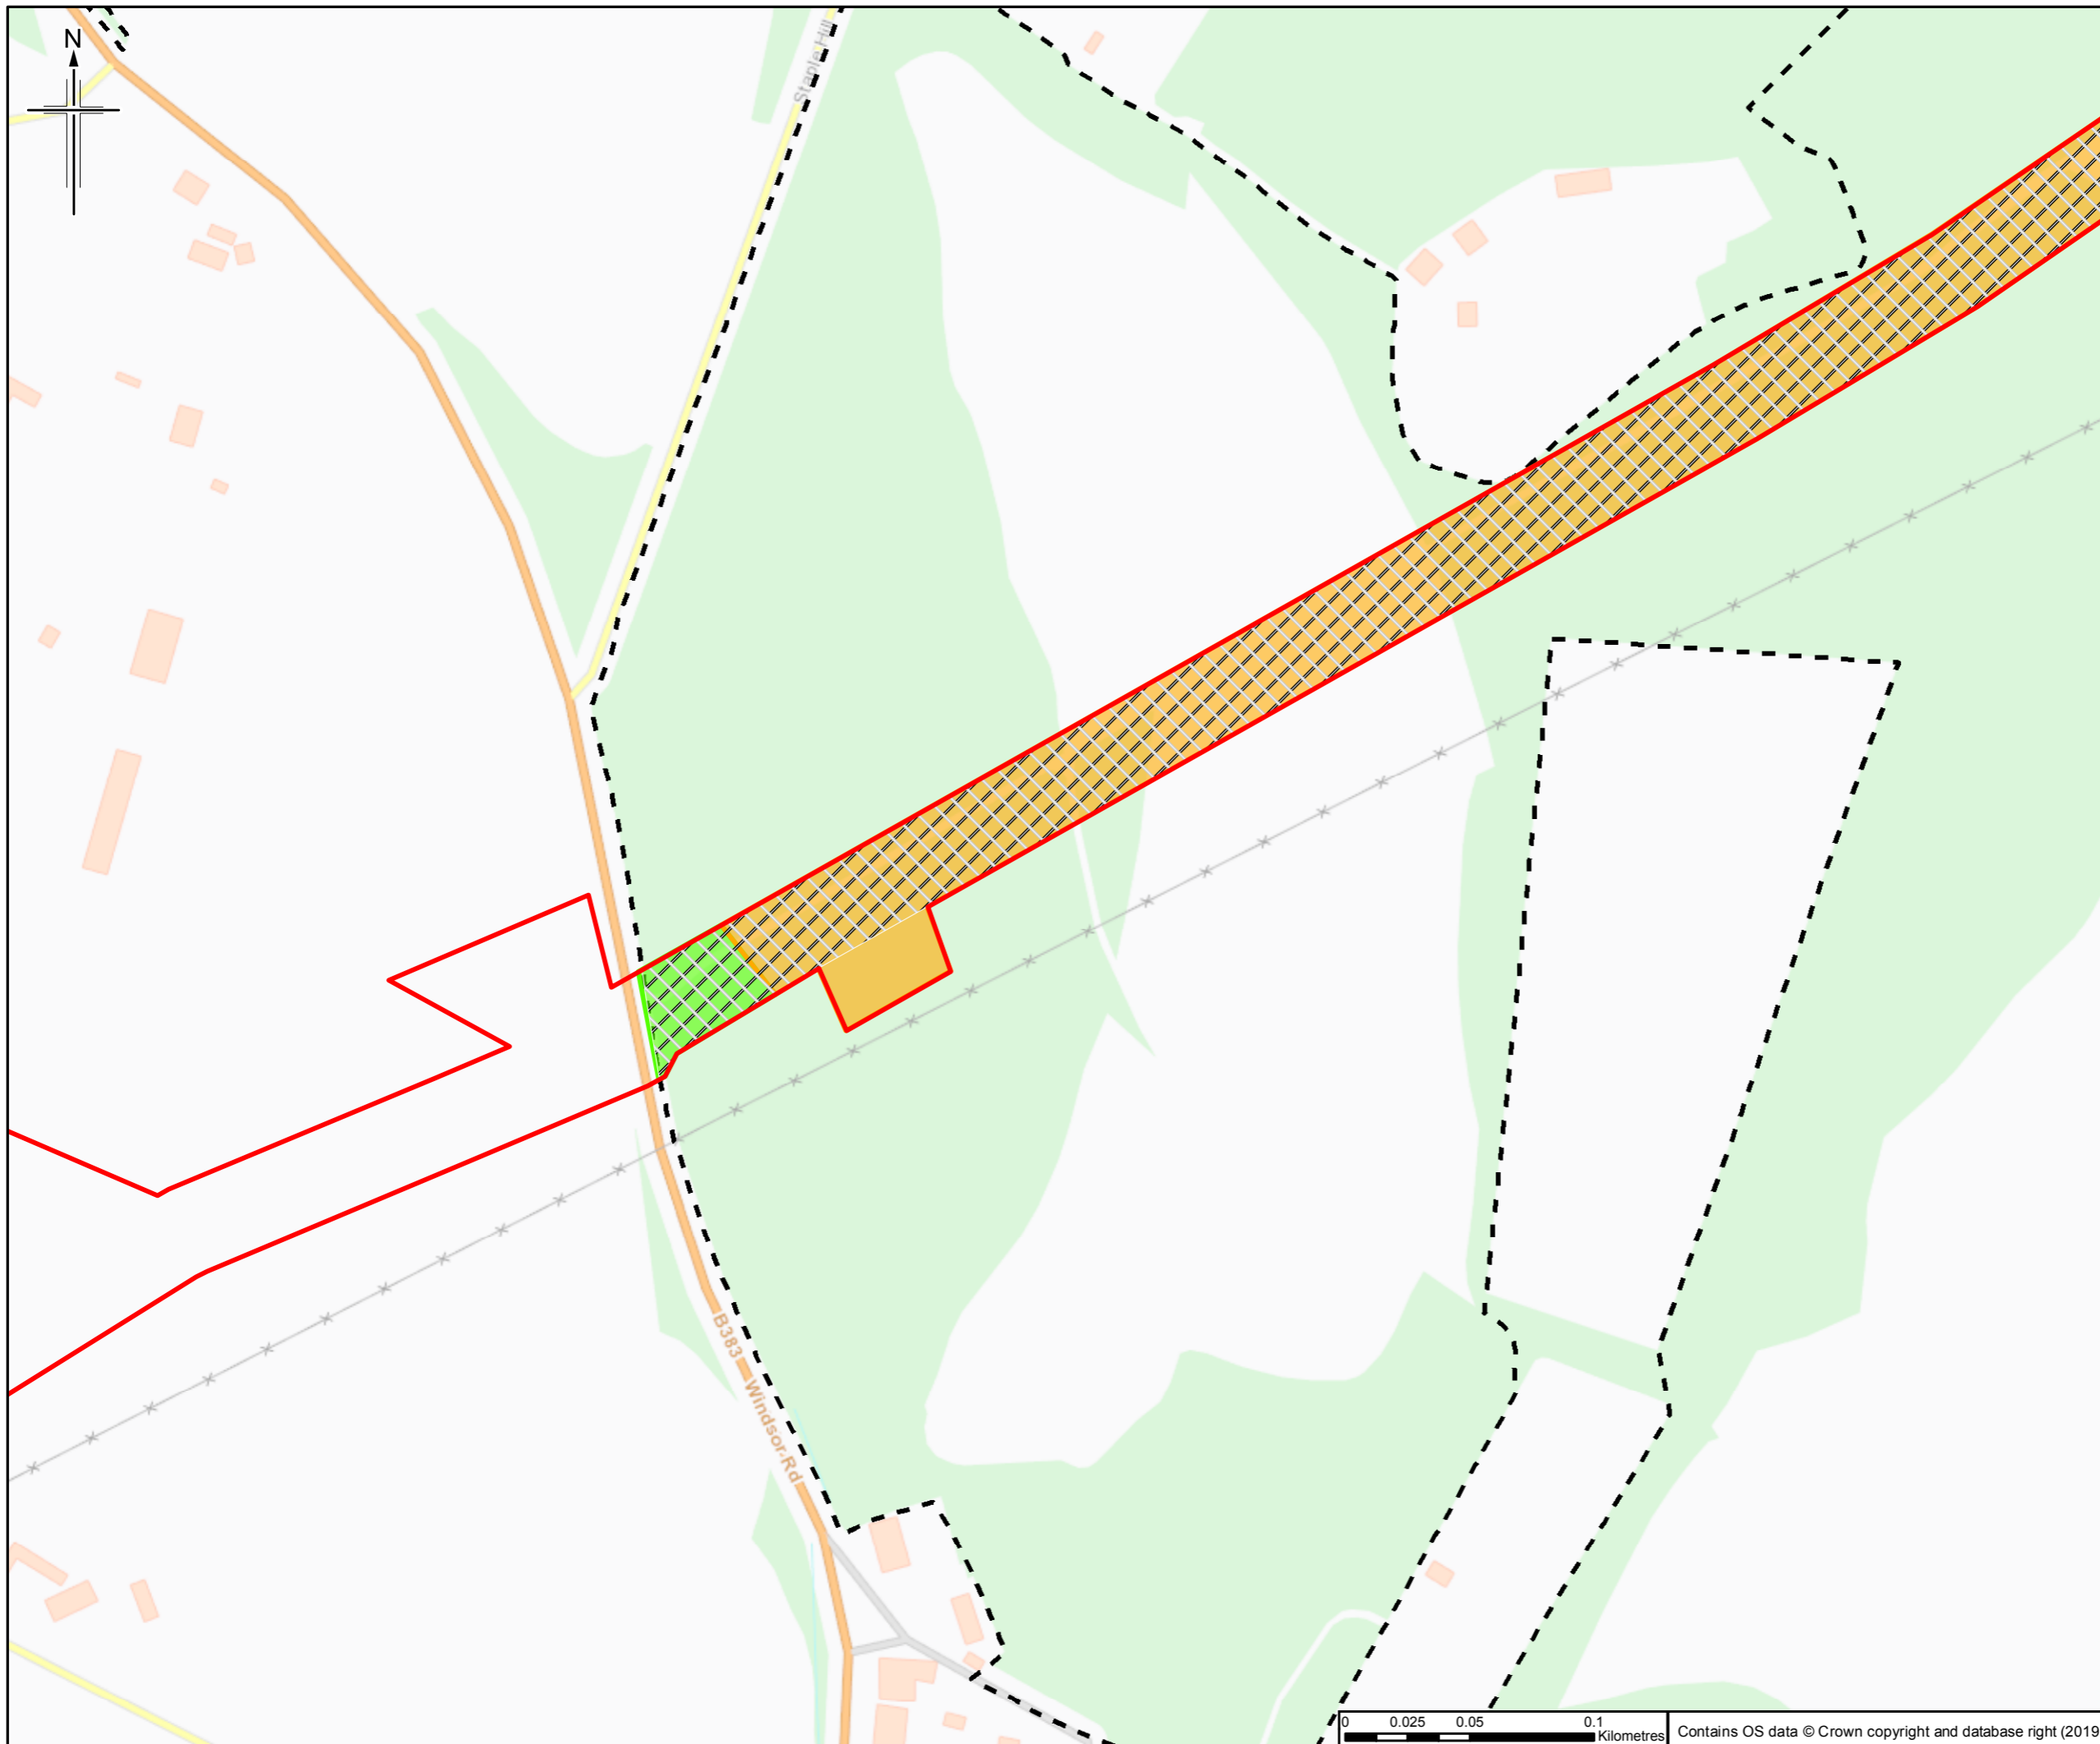 N
Staple Hill
B383
Windsor Rd
0 0.025 0.05 0.1
Kilometres
Contains OS data © Crown copyright and database right (2019